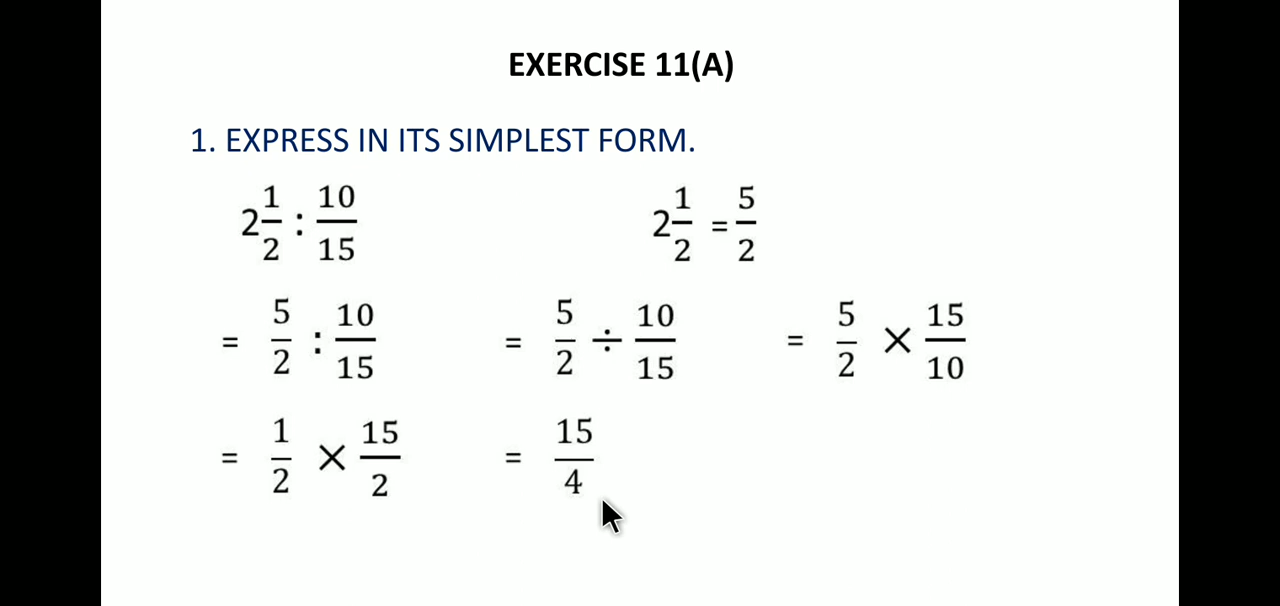 EXERCISE 11(A)
1. EXPRESS IN ITS SIMPLEST FORM.
2 1/2 : 10/15    2 1/2 = 5/2
= 5/2 : 10/15    = 5/2 ÷ 10/15    = 5/2 × 15/10
= 1/2 × 15/2    = 15/4